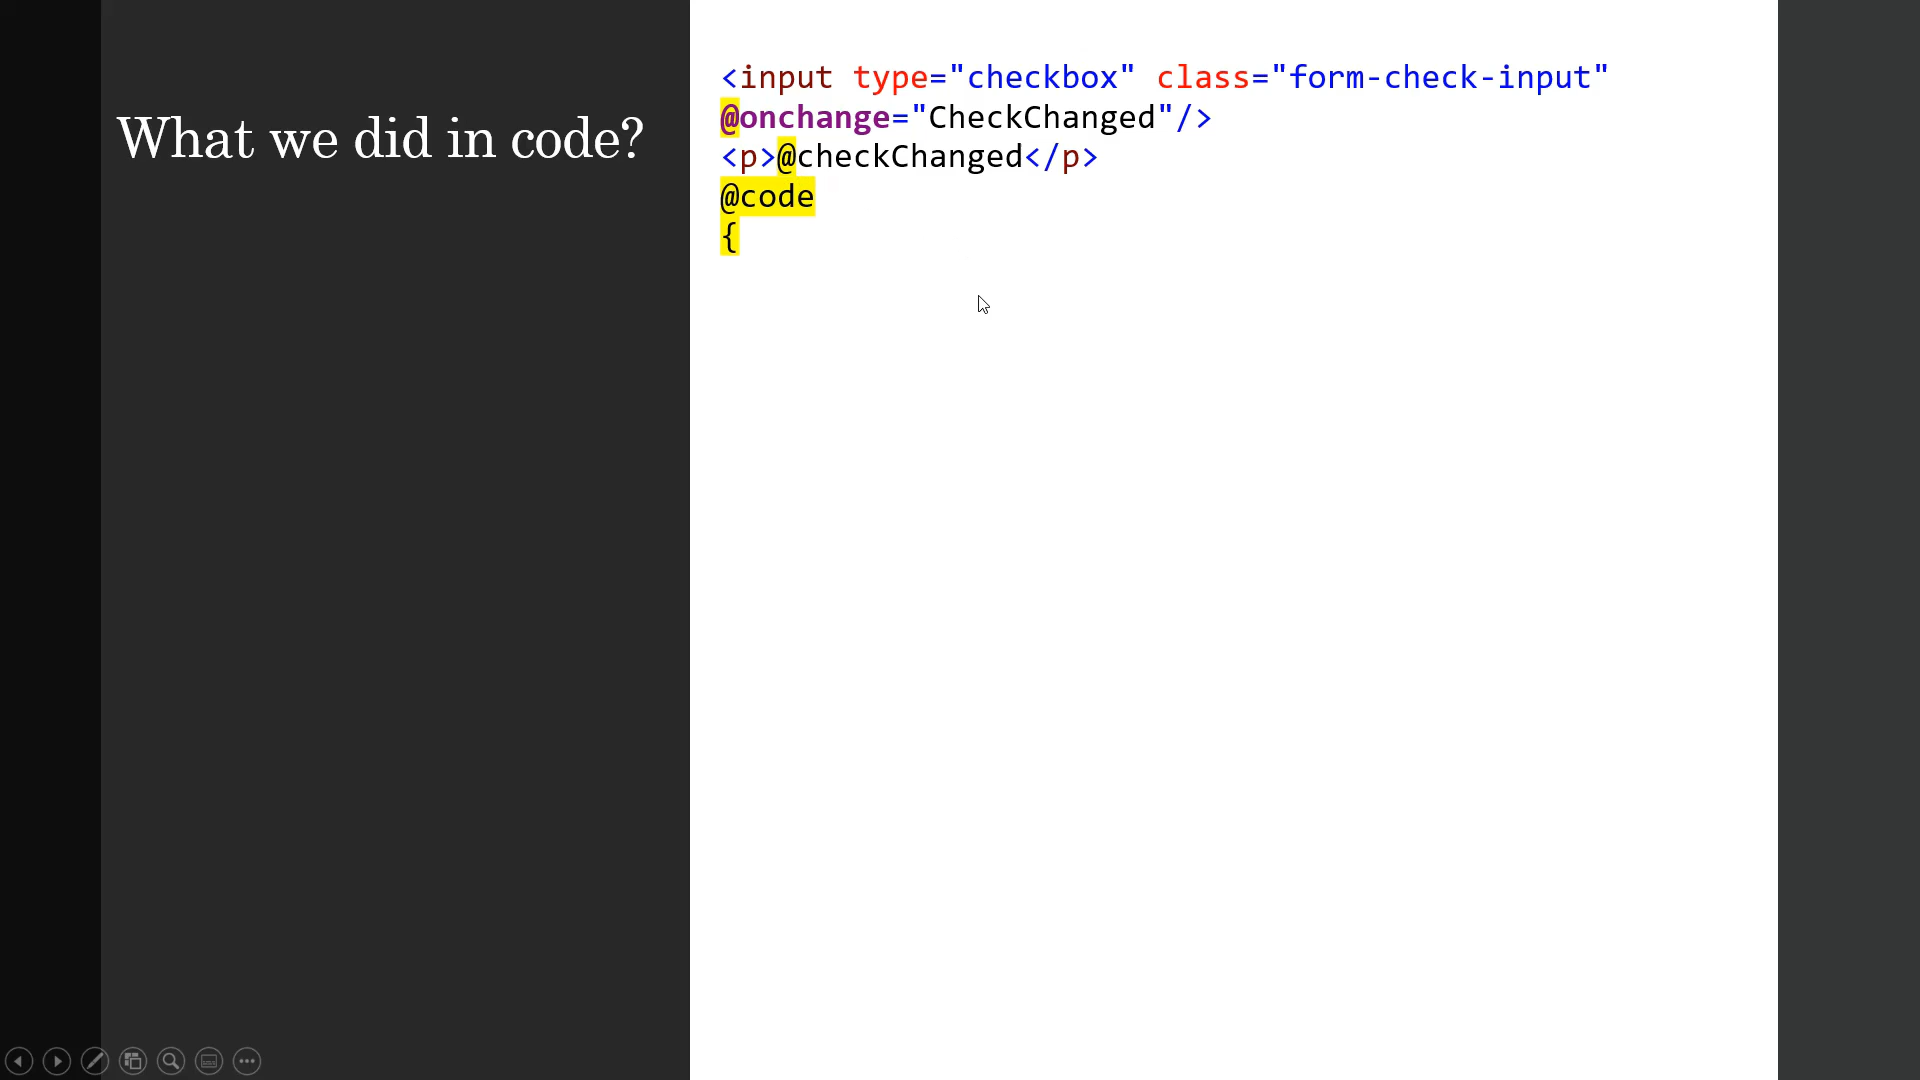 What we did in code?
<input type="checkbox" class="form-check-input"
@onchange="CheckChanged"/>
<p>@checkChanged</p>
@code
{